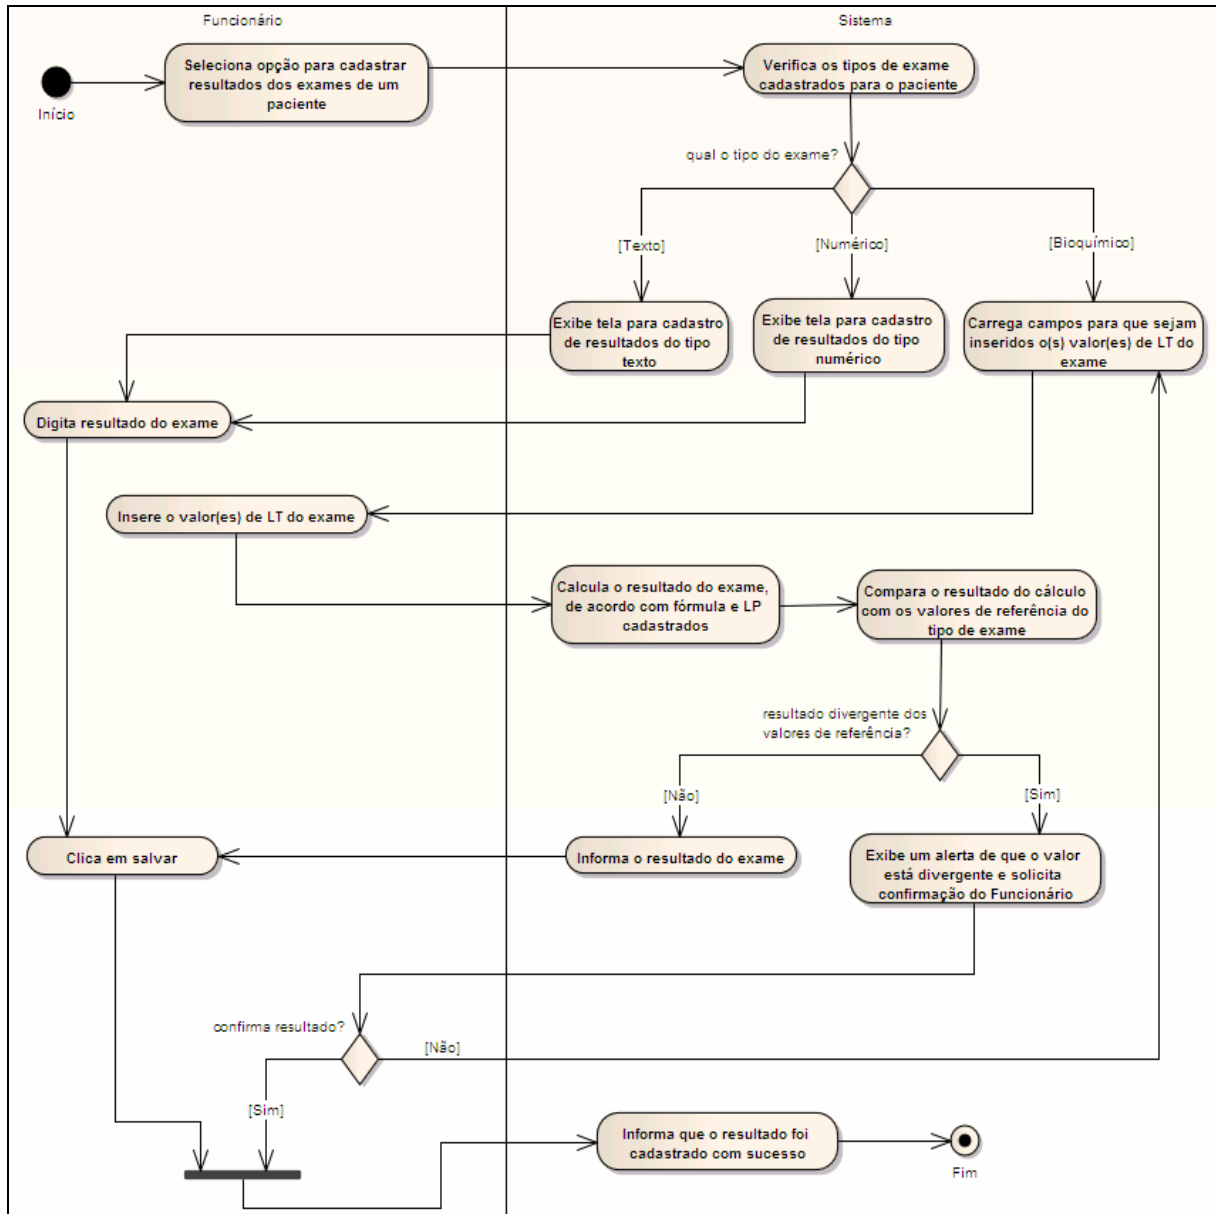 Funcionário
Sistema
Início
Seleciona opção para cadastrar
resultados dos exames de um
paciente
Verifica os tipos de exame
cadastrados para o paciente
qual o tipo do exame?
[Texto]
[Numérico]
[Bioquímico]
Exibe tela para cadastro
de resultados do tipo
texto
Exibe tela para cadastro
de resultados do tipo
numérico
Carrega campos para que sejam
inseridos o(s) valor(es) de LT do
exame
Digita resultado do exame
Insere o valor(es) de LT do exame
Calcula o resultado do exame,
de acordo com fórmula e LP
cadastrados
Compara o resultado do cálculo
com os valores de referência do
tipo de exame
resultado divergente dos
valores de referência?
[Não]
[Sim]
Clica em salvar
Informa o resultado do exame
Exibe um alerta de que o valor
está divergente e solicita
confirmação do Funcionário
confirma resultado?
[Não]
[Sim]
Informa que o resultado foi
cadastrado com sucesso
Fim